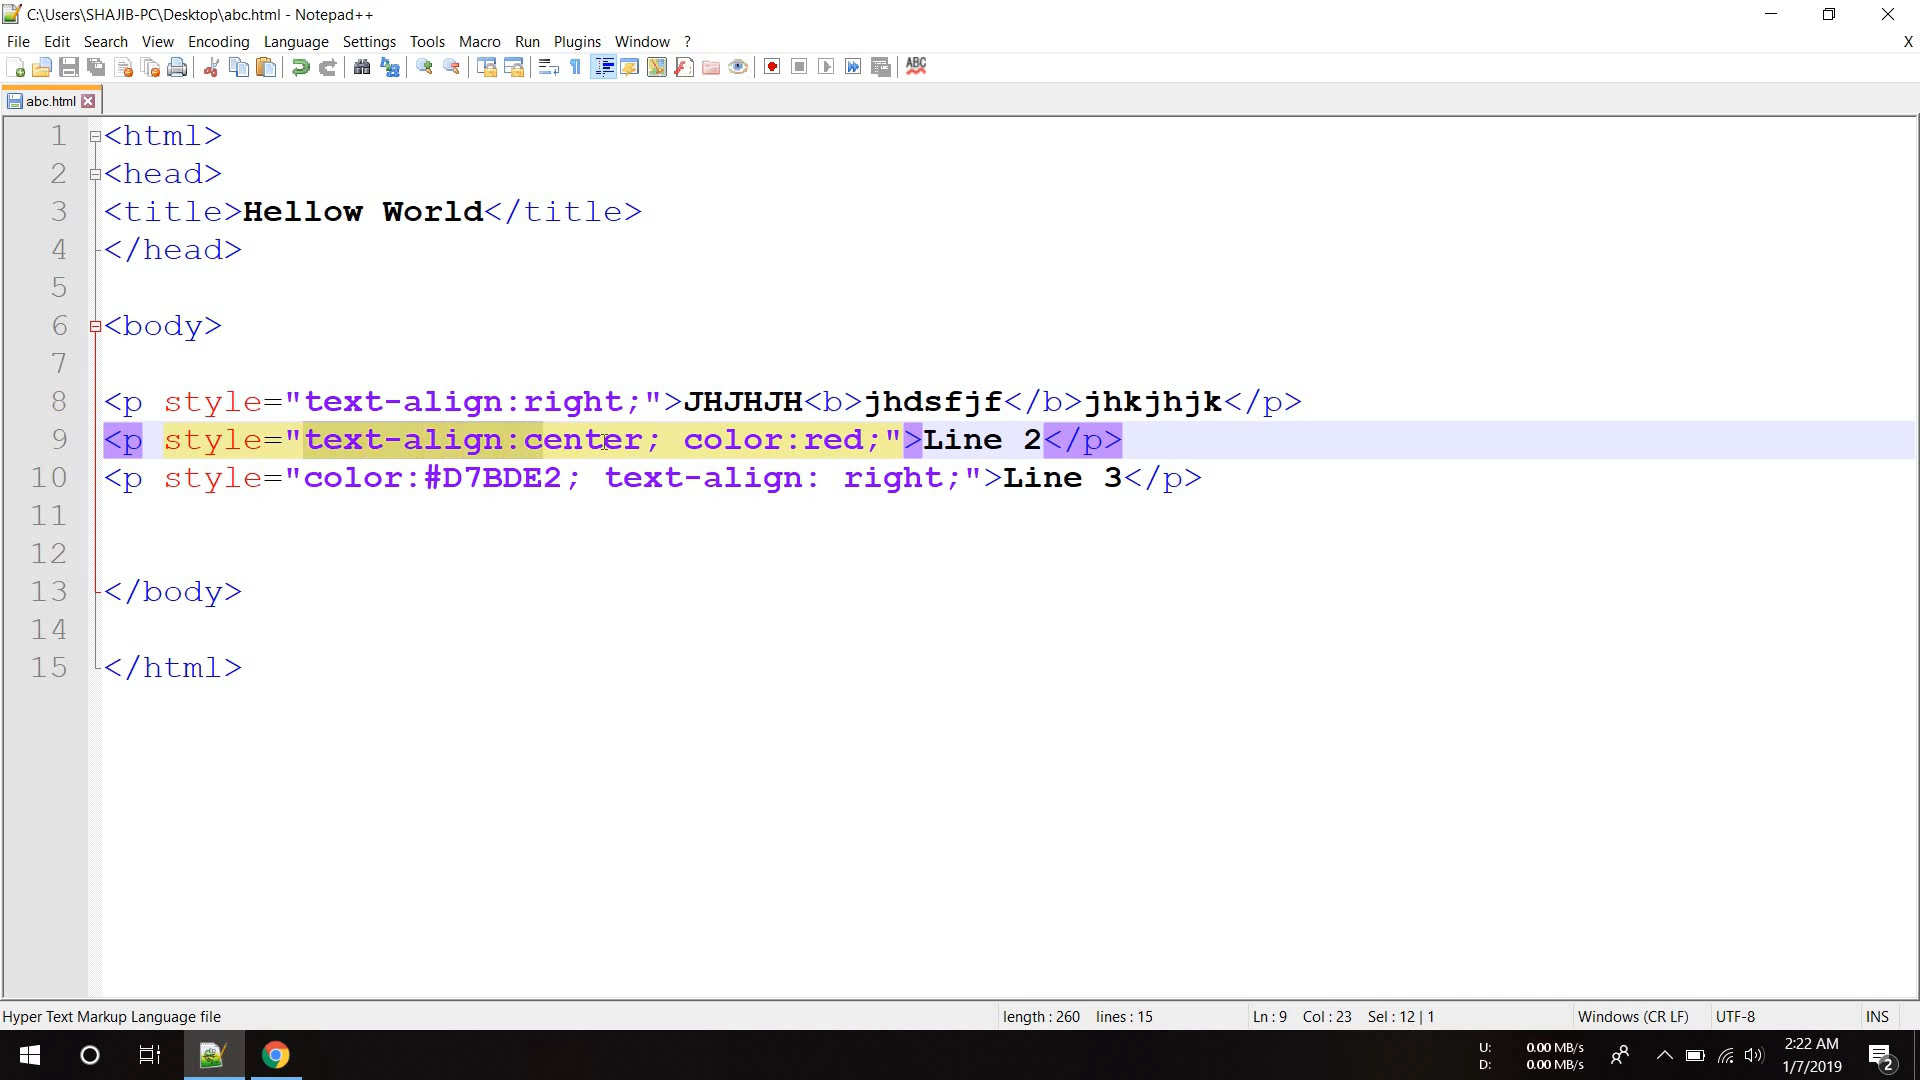 C:\Users\SHAJIB-PC\Desktop\abc.html - Notepad++
File Edit Search View Encoding Language Settings Tools Macro Run Plugins Window ? X
ABC
abc.html
1 <html>
2 <head>
3 <title>Hellow World</title>
4 </head>
5
6 <body>
7
8 <p style="text-align:right;">JHJHJH<b>jhdsfjf</b>jhkjhjk</p>
9 <p style="text-align:center; color:red;">Line 2</p>
10 <p style="color:#D7BDE2; text-align: right;">Line 3</p>
11
12
13 </body>
14
15 </html>
Hyper Text Markup Language file length : 260 lines : 15 Ln : 9 Col : 23 Sel : 12 | 1 Windows (CR LF) UTF-8 INS
U: 0.00 MB/s
D: 0.00 MB/s
2:22 AM
1/7/2019
2